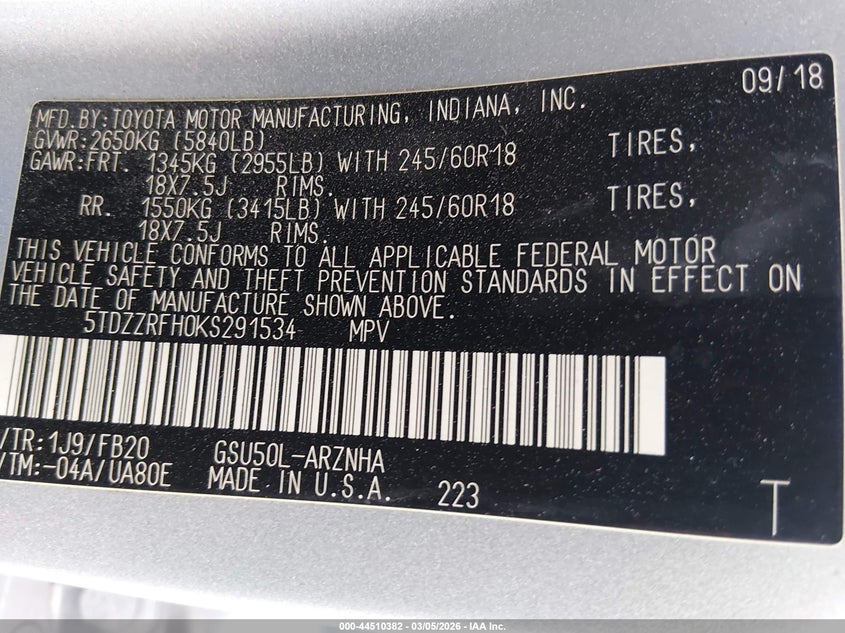 09/18
MFD.BY:TOYOTA MOTOR MANUFACTURING, INDIANA, INC.
GVWR:2650KG (5840LB)
GAWR:FRT. 1345KG (2955LB) WITH 245/60R18 TIRES,
18X7.5J RIMS.
RR. 1550KG (3415LB) WITH 245/60R18 TIRES,
18X7.5J RIMS.
THIS VEHICLE CONFORMS TO ALL APPLICABLE FEDERAL MOTOR
VEHICLE SAFETY AND THEFT PREVENTION STANDARDS IN EFFECT ON
THE DATE OF MANUFACTURE SHOWN ABOVE.
5TDZZRFH0KS291534 MPV
/TR:1J9/FB20 GSU50L-ARZNHA
/TM:-04A/UA80E MADE IN U.S.A. 223
T
000-44510382 | 03/05/2026 - IAA Inc.